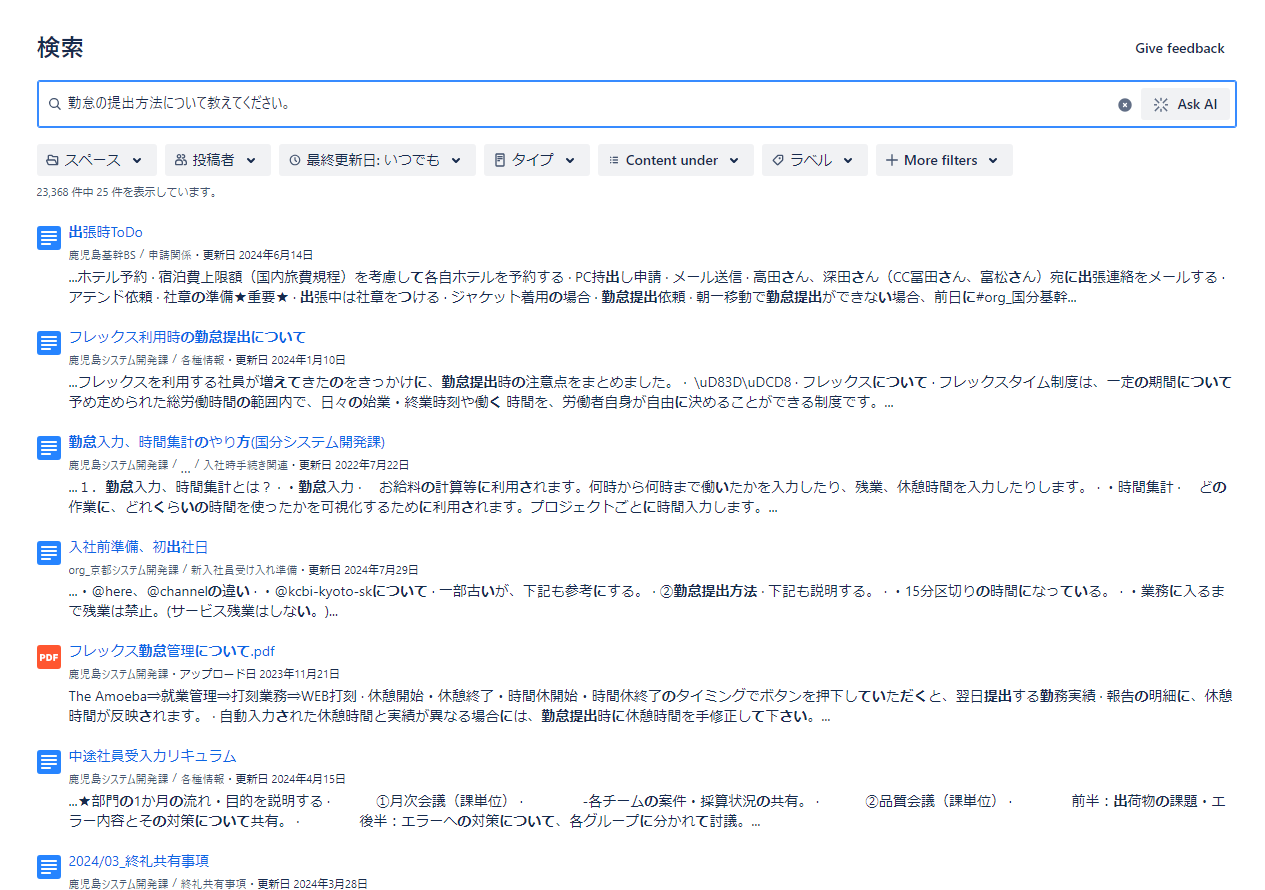 検索
Give feedback
勤怠の提出方法について教えてください。
Ask AI
スペース
投稿者
最終更新日: いつでも
タイプ
Content under
ラベル
More filters
23,368 件中 25 件を表示しています。
出張時ToDo
鹿児島基幹BS / 申請関係・更新日 2024年6月14日
...ホテル予約 · 宿泊費上限額（国内旅費規程）を考慮して各自ホテルを予約する · PC持出し申請 · メール送信 · 高田さん、深田さん（CC冨田さん、富松さん）宛に出張連絡をメールする ·
アテンド依頼 · 社章の準備★重要★ · 出張中は社章をつける · ジャケット着用の場合 · 勤怠提出依頼 · 朝一移動で勤怠提出ができない場合、前日に#org_国分基幹...
フレックス利用時の勤怠提出について
鹿児島システム開発課 / 各種情報・更新日 2024年1月10日
...フレックスを利用する社員が増えてきたのをきっかけに、勤怠提出時の注意点をまとめました。 · \uD83D\uDCD8 · フレックスについて · フレックスタイム制度は、一定の期間について
予め定められた総労働時間の範囲内で、日々の始業・終業時刻や働く 時間を、労働者自身が自由に決めることができる制度です。...
勤怠入力、時間集計のやり方(国分システム開発課)
鹿児島システム開発課 / ... / 入社時手続き関連・更新日 2022年7月22日
...１．勤怠入力、時間集計とは？ · ・勤怠入力 · お給料の計算等に利用されます。何時から何時まで働いたかを入力したり、残業、休憩時間を入力したりします。 · ・時間集計 · どの
作業に、どれくらいの時間を使ったかを可視化するために利用されます。プロジェクトごとに時間入力します。...
入社前準備、初出社日
org_京都システム開発課 / 新入社員受け入れ準備・更新日 2024年7月29日
...・@here、@channelの違い · ・@kcbi-kyoto-skについて · 一部古いが、下記も参考にする。 · ②勤怠提出方法 · 下記も説明する。 · ・15分区切りの時間になっている。 · ・業務に入るま
で残業は禁止。(サービス残業はしない。)...
PDF
フレックス勤怠管理について.pdf
鹿児島システム開発課・アップロード日 2023年11月21日
The Amoeba⇒就業管理⇒打刻業務⇒WEB打刻 · 休憩開始・休憩終了・時間休開始・時間休終了のタイミングでボタンを押下していただくと、翌日提出する勤務実績 · 報告の明細に、休憩
時間が反映されます。 · 自動入力された休憩時間と実績が異なる場合には、勤怠提出時に休憩時間を手修正して下さい。...
中途社員受入カリキュラム
鹿児島システム開発課 / 各種情報・更新日 2024年4月15日
...★部門の1か月の流れ・目的を説明する · ①月次会議（課単位） · -各チームの案件・採算状況の共有。 · ②品質会議（課単位） · 前半：出荷物の課題・エ
ラー内容とその対策について共有。 · 後半：エラーへの対策について、各グループに分かれて討議。...
2024/03_終礼共有事項
鹿児島システム開発課 / 終礼共有事項・更新日 2024年3月28日